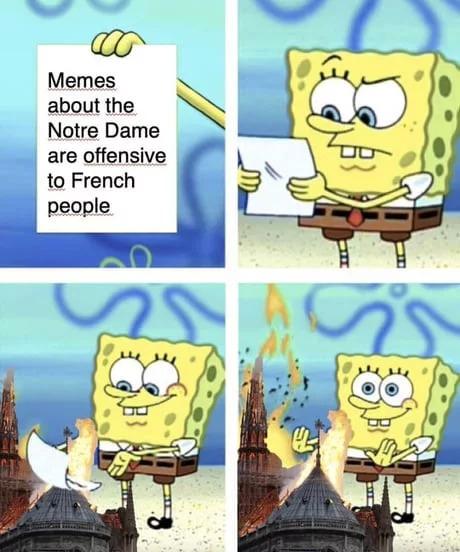 Memes
about the
Notre Dame
are offensive
to French
people